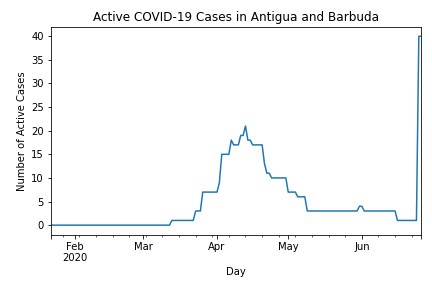 Active COVID-19 Cases in Antigua and Barbuda
40
35
30
25
20
15
10
5
0
Number of Active Cases
Feb Mar Apr May Jun
2020
Day